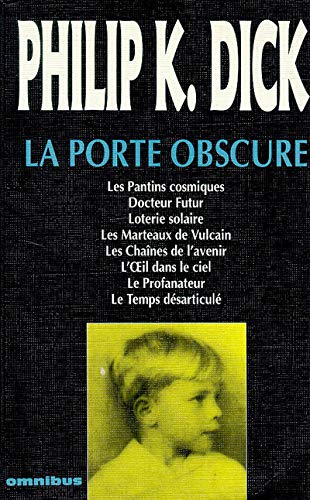 PHILIP K. DICK
LA PORTE OBSCURE
Les Pantins cosmiques
Docteur Futur
Loterie solaire
Les Marteaux de Vulcain
Les Chaînes de l'avenir
L'Œil dans le ciel
Le Profanateur
Le Temps désarticulé
omnibus